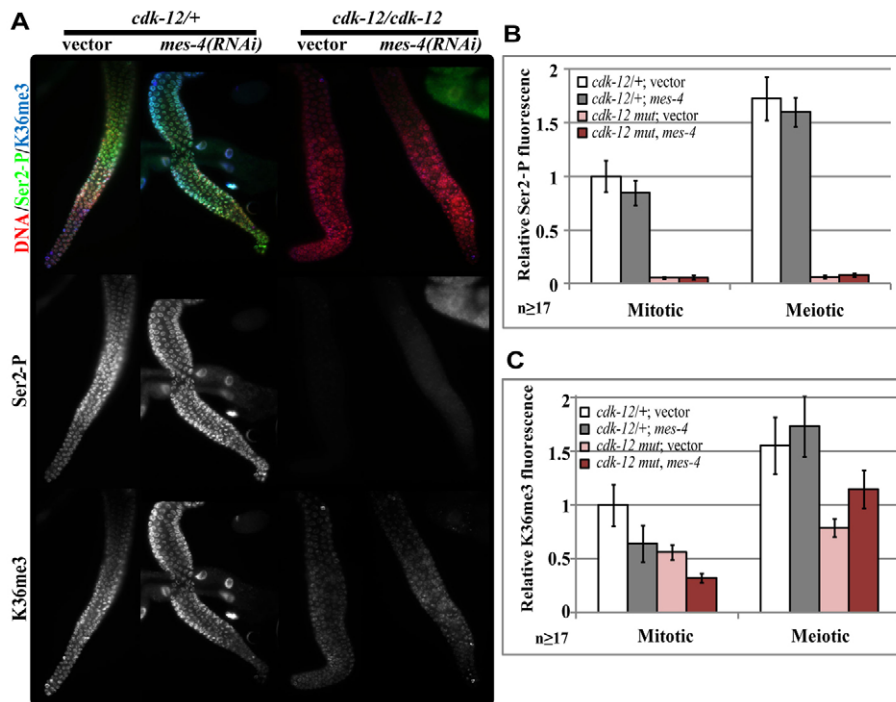 A
cdk-12/+ cdk-12/cdk-12
vector mes-4(RNAi) vector mes-4(RNAi)
DNA/Ser2-P/K36me3
Ser2-P
K36me3
B
Relative Ser2-P fluorescenc
2
1.5
1
0.5
0
cdk-12/+; vector
cdk-12/+; mes-4
cdk-12 mut; vector
cdk-12 mut, mes-4
n≥17 Mitotic Meiotic
C
Relative K36me3 fluorescence
2
1.5
1
0.5
0
cdk-12/+; vector
cdk-12/+; mes-4
cdk-12 mut; vector
cdk-12 mut, mes-4
n≥17 Mitotic Meiotic